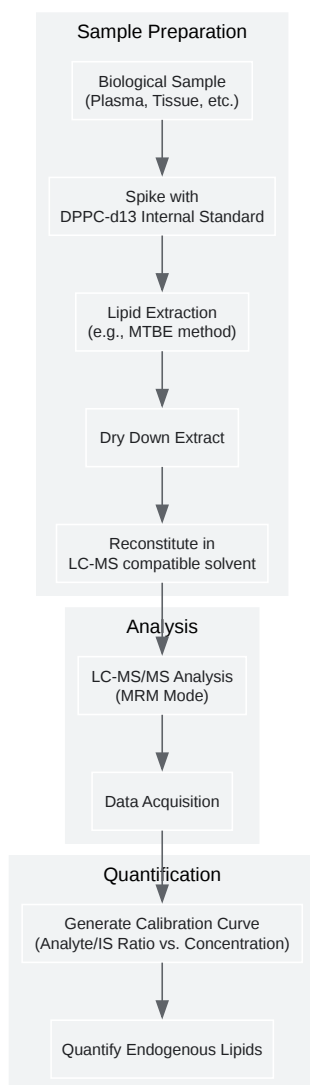 Sample Preparation
Biological Sample
(Plasma, Tissue, etc.)
Spike with
DPPC-d13 Internal Standard
Lipid Extraction
(e.g., MTBE method)
Dry Down Extract
Reconstitute in
LC-MS compatible solvent
Analysis
LC-MS/MS Analysis
(MRM Mode)
Data Acquisition
Quantification
Generate Calibration Curve
(Analyte/IS Ratio vs. Concentration)
Quantify Endogenous Lipids